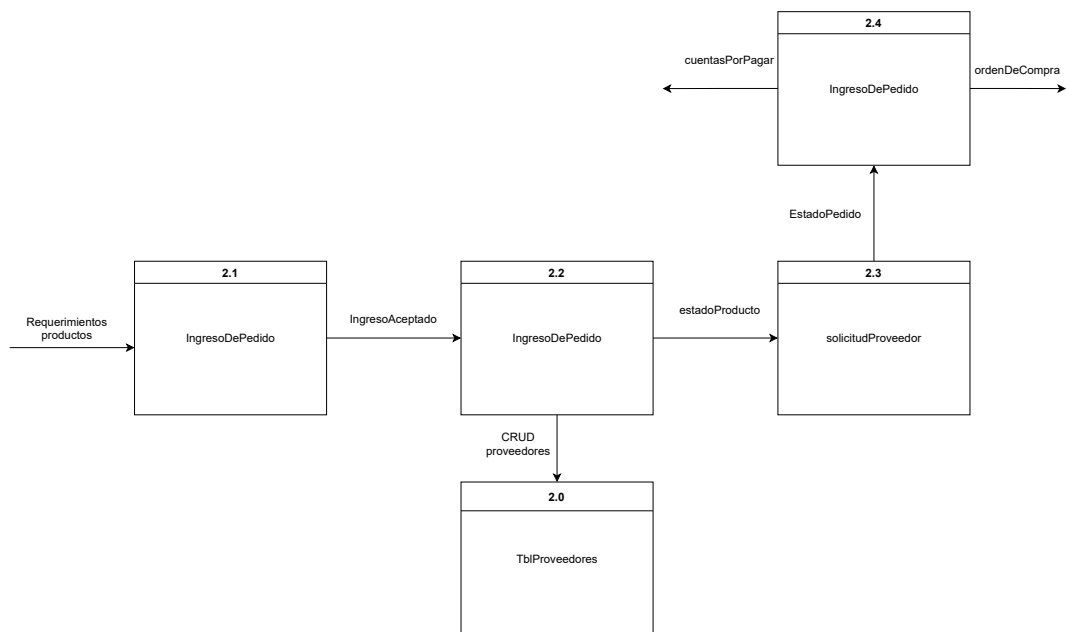 2.4
cuentasPorPagar
ordenDeCompra
IngresoDePedido
EstadoPedido
2.1
2.2
2.3
Requerimientos
productos
IngresoDePedido
IngresoAceptado
IngresoDePedido
estadoProducto
solicitudProveedor
CRUD
proveedores
2.0
TblProveedores